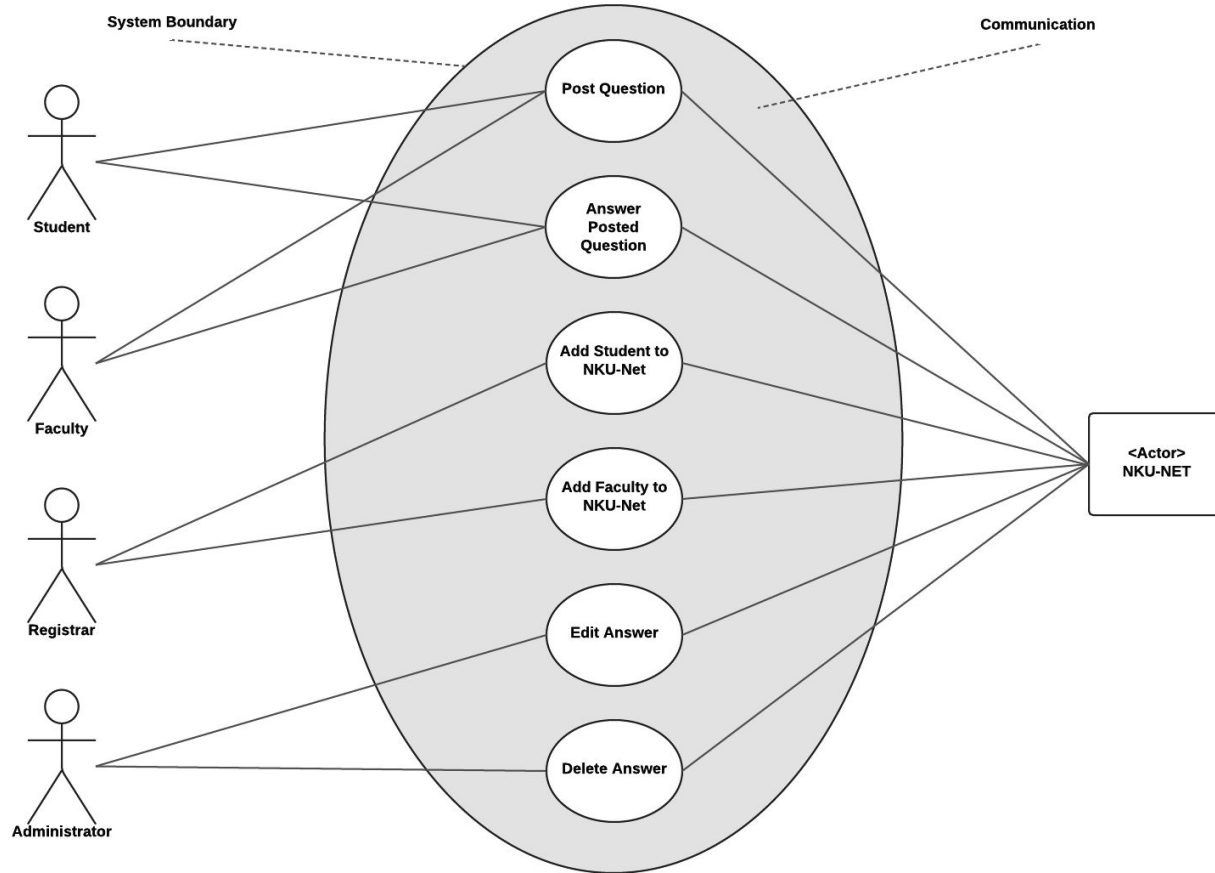 System Boundary
Communication
Post Question
Student
Answer
Posted
Question
Faculty
Add Student to
NKU-Net
<Actor>
NKU-NET
Add Faculty to
NKU-Net
Registrar
Edit Answer
Delete Answer
Administrator